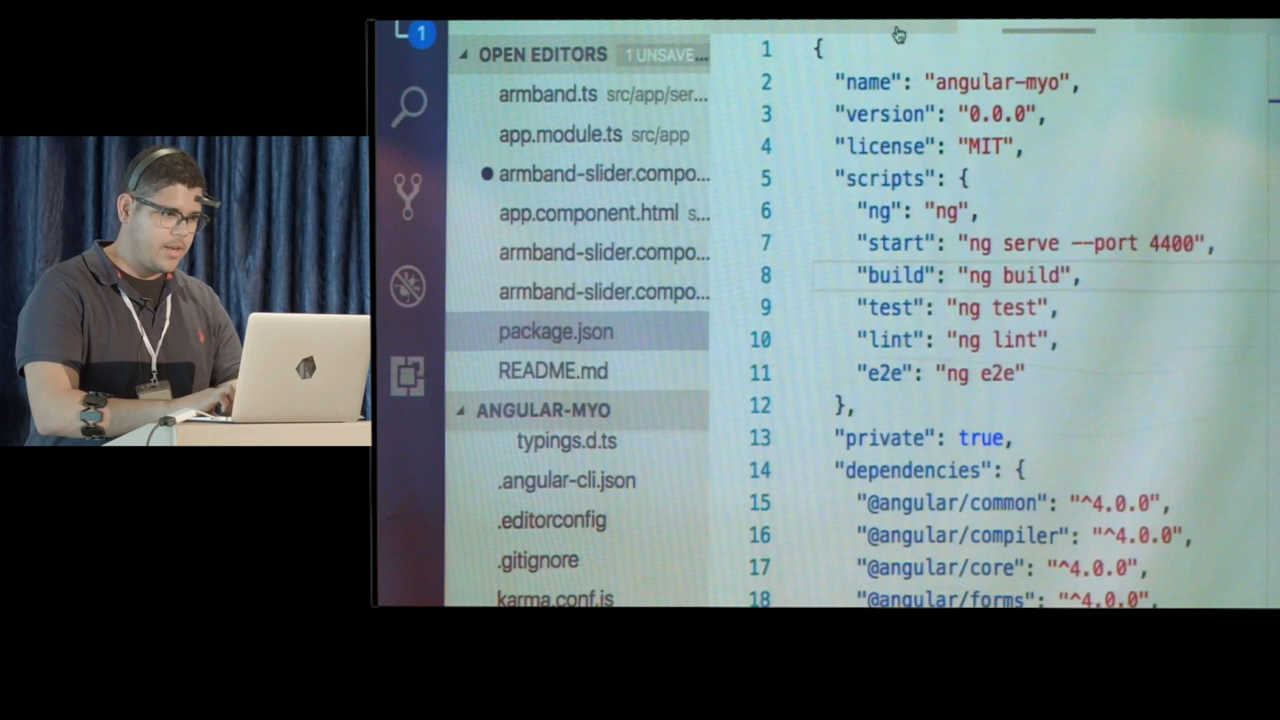 1
OPEN EDITORS 1 UNSAVE...
armband.ts src/app/ser...
app.module.ts src/app
armband-slider.compo...
app.component.html s...
armband-slider.compo...
armband-slider.compo...
package.json
README.md
ANGULAR-MYO
typings.d.ts
.angular-cli.json
.editorconfig
.gitignore
karma.conf.js
1 {
2 "name": "angular-myo",
3 "version": "0.0.0",
4 "license": "MIT",
5 "scripts": {
6 "ng": "ng",
7 "start": "ng serve --port 4400",
8 "build": "ng build",
9 "test": "ng test",
10 "lint": "ng lint",
11 "e2e": "ng e2e"
12 },
13 "private": true,
14 "dependencies": {
15 "@angular/common": "^4.0.0",
16 "@angular/compiler": "^4.0.0",
17 "@angular/core": "^4.0.0",
18 "@angular/forms": "^4.0.0",